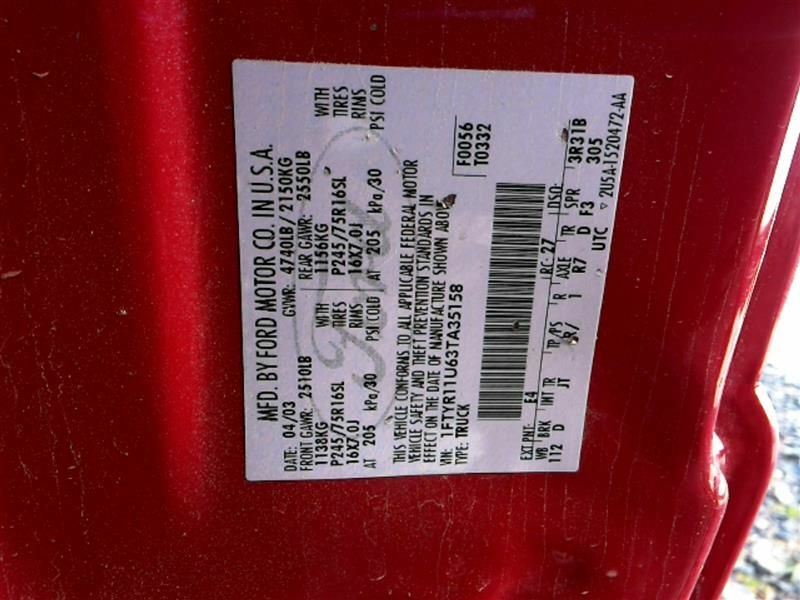 MFD. BY FORD MOTOR CO. IN U.S.A.
DATE: 04/03 GVWR: 4740LB/ 2150KG
FRONT GAWR: 2510LB REAR GAWR: 2550LB
1138KG 1156KG WITH
P245/75R16SL TIRES P245/75R16SL TIRES
16X7.0J RIMS 16X7.0J RIMS
AT 205 kPa/30 PSI COLD AT 205 kPa/30 PSI COLD
THIS VEHICLE CONFORMS TO ALL APPLICABLE FEDERAL MOTOR
VEHICLE SAFETY AND THEFT PREVENTION STANDARDS IN
EFFECT ON THE DATE OF MANUFACTURE SHOWN ABOVE
VIN: 1FTYR11U63TA35158
TYPE: TRUCK
F0056
T0332
EXT PNT: E4 RC: 27 DSO:
WB BRK INT TR TP/PS R AXLE TR SPR
112 D JT R/ 1 R7 D F3 3R31B
UTC 305
▽ 2U5A-1520472-AA
Ford